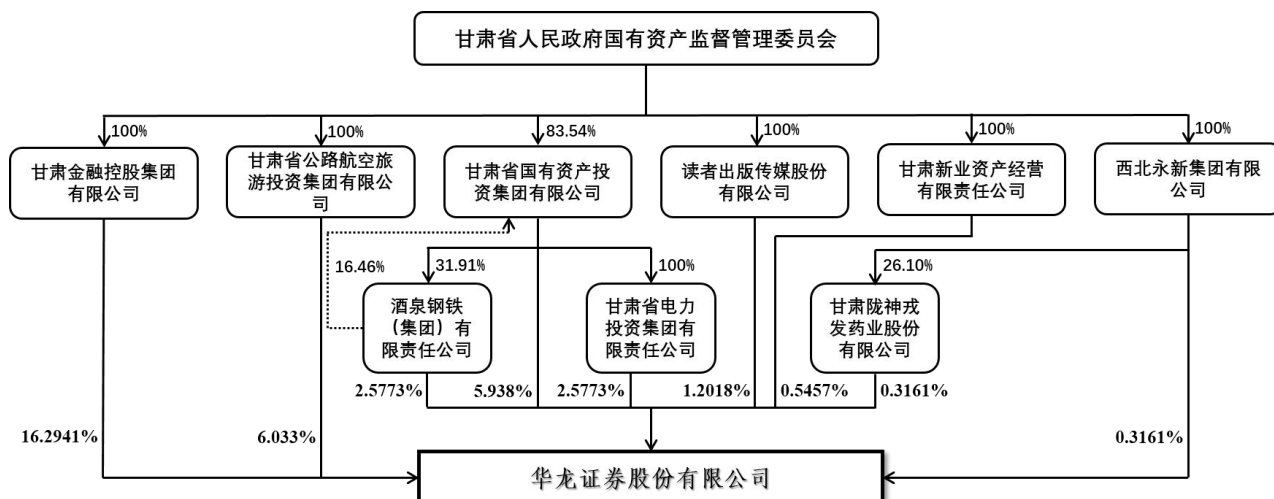 甘肃省人民政府国有资产监督管理委员会
100%
100%
83.54%
100%
100%
100%
甘肃金融控股集团
有限公司
甘肃省公路航空旅
游投资集团有限公
司
甘肃省国有资产投
资集团有限公司
读者出版传媒股份
有限公司
甘肃新业资产经营
有限责任公司
西北永新集团有限
公司
16.46%
31.91%
100%
26.10%
酒泉钢铁
（集团）有
限责任公司
甘肃省电力
投资集团有
限责任公司
甘肃陇神戎
发药业股份
有限公司
2.5773%
5.938%
2.5773%
1.2018%
0.5457%
0.3161%
16.2941%
6.033%
0.3161%
华龙证券股份有限公司